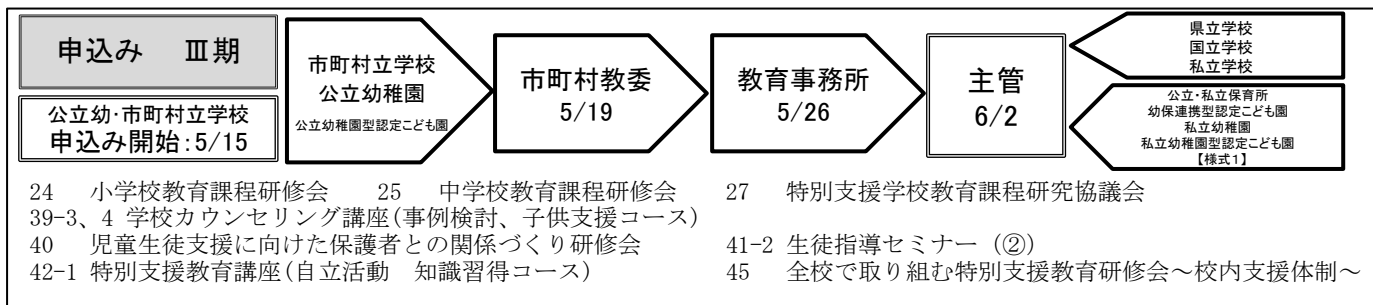 申込み　Ⅲ期
公立幼・市町村立学校
申込み開始:5/15
市町村立学校
公立幼稚園
公立幼稚園型認定こども園
市町村教委
5/19
教育事務所
5/26
主管
6/2
県立学校
国立学校
私立学校
公立・私立保育所
幼保連携型認定こども園
私立幼稚園
私立幼稚園型認定こども園
【様式1】
24　小学校教育課程研修会　25　中学校教育課程研修会　27　特別支援学校教育課程研究協議会
39-3、4 学校カウンセリング講座(事例検討、子供支援コース)
40　児童生徒支援に向けた保護者との関係づくり研修会　41-2 生徒指導セミナー（②）
42-1 特別支援教育講座(自立活動　知識習得コース)　45　全校で取り組む特別支援教育研修会～校内支援体制～